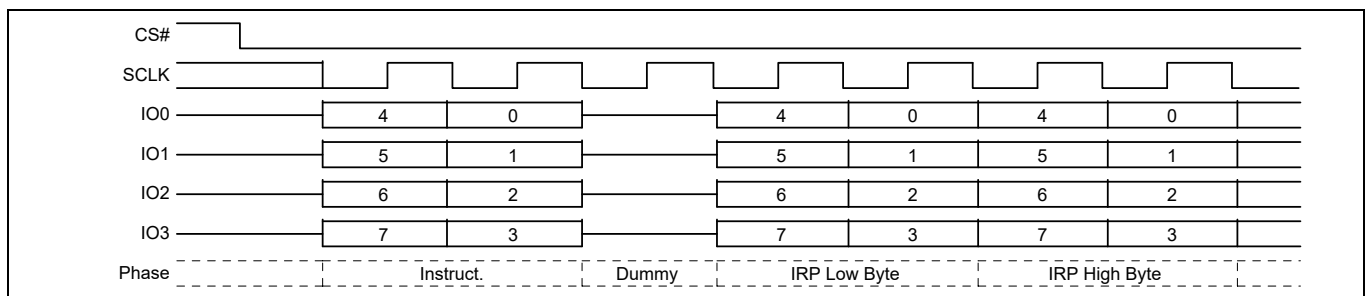 CS#
SCLK
IO0 4 0 4 0 4 0
IO1 5 1 5 1 5 1
IO2 6 2 6 2 6 2
IO3 7 3 7 3 7 3
Phase Instruct. Dummy IRP Low Byte IRP High Byte